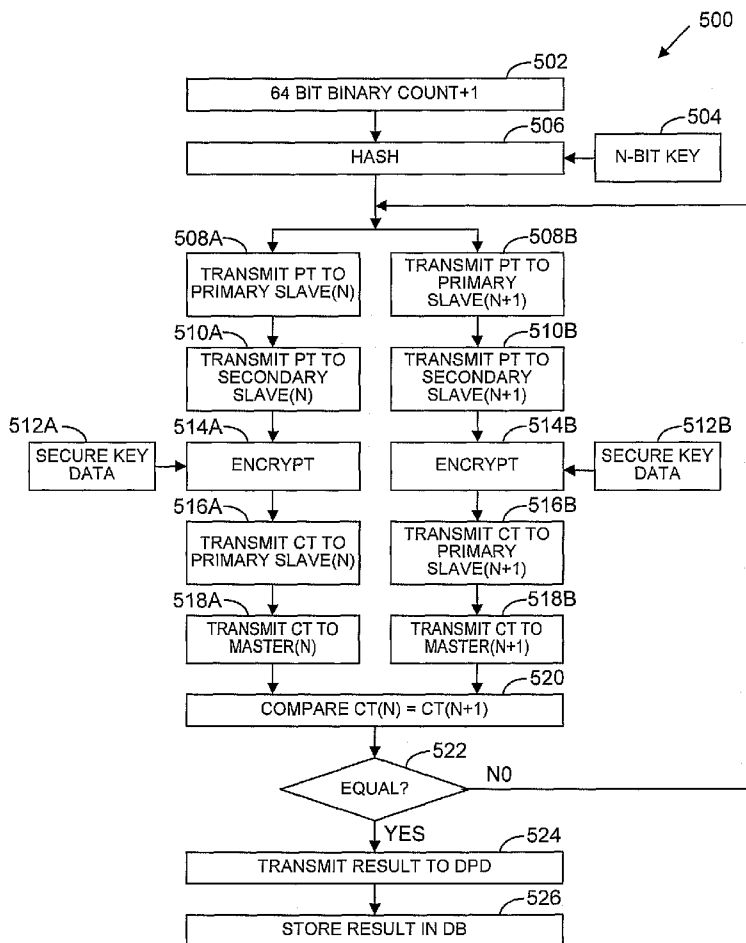 500
502
64 BIT BINARY COUNT+1
506
504
HASH
N-BIT KEY
508A
508B
TRANSMIT PT TO
PRIMARY SLAVE(N)
TRANSMIT PT TO
PRIMARY
SLAVE(N+1)
510A
510B
TRANSMIT PT TO
SECONDARY
SLAVE(N)
TRANSMIT PT TO
SECONDARY
SLAVE(N+1)
512A
514A
514B
512B
SECURE KEY
DATA
ENCRYPT
ENCRYPT
SECURE KEY
DATA
516A
516B
TRANSMIT CT TO
PRIMARY SLAVE(N)
TRANSMIT CT TO
PRIMARY
SLAVE(N+1)
518A
518B
TRANSMIT CT TO
MASTER(N)
TRANSMIT CT TO
MASTER(N+1)
520
COMPARE CT(N) = CT(N+1)
522
EQUAL?
N0
YES
524
TRANSMIT RESULT TO DPD
526
STORE RESULT IN DB